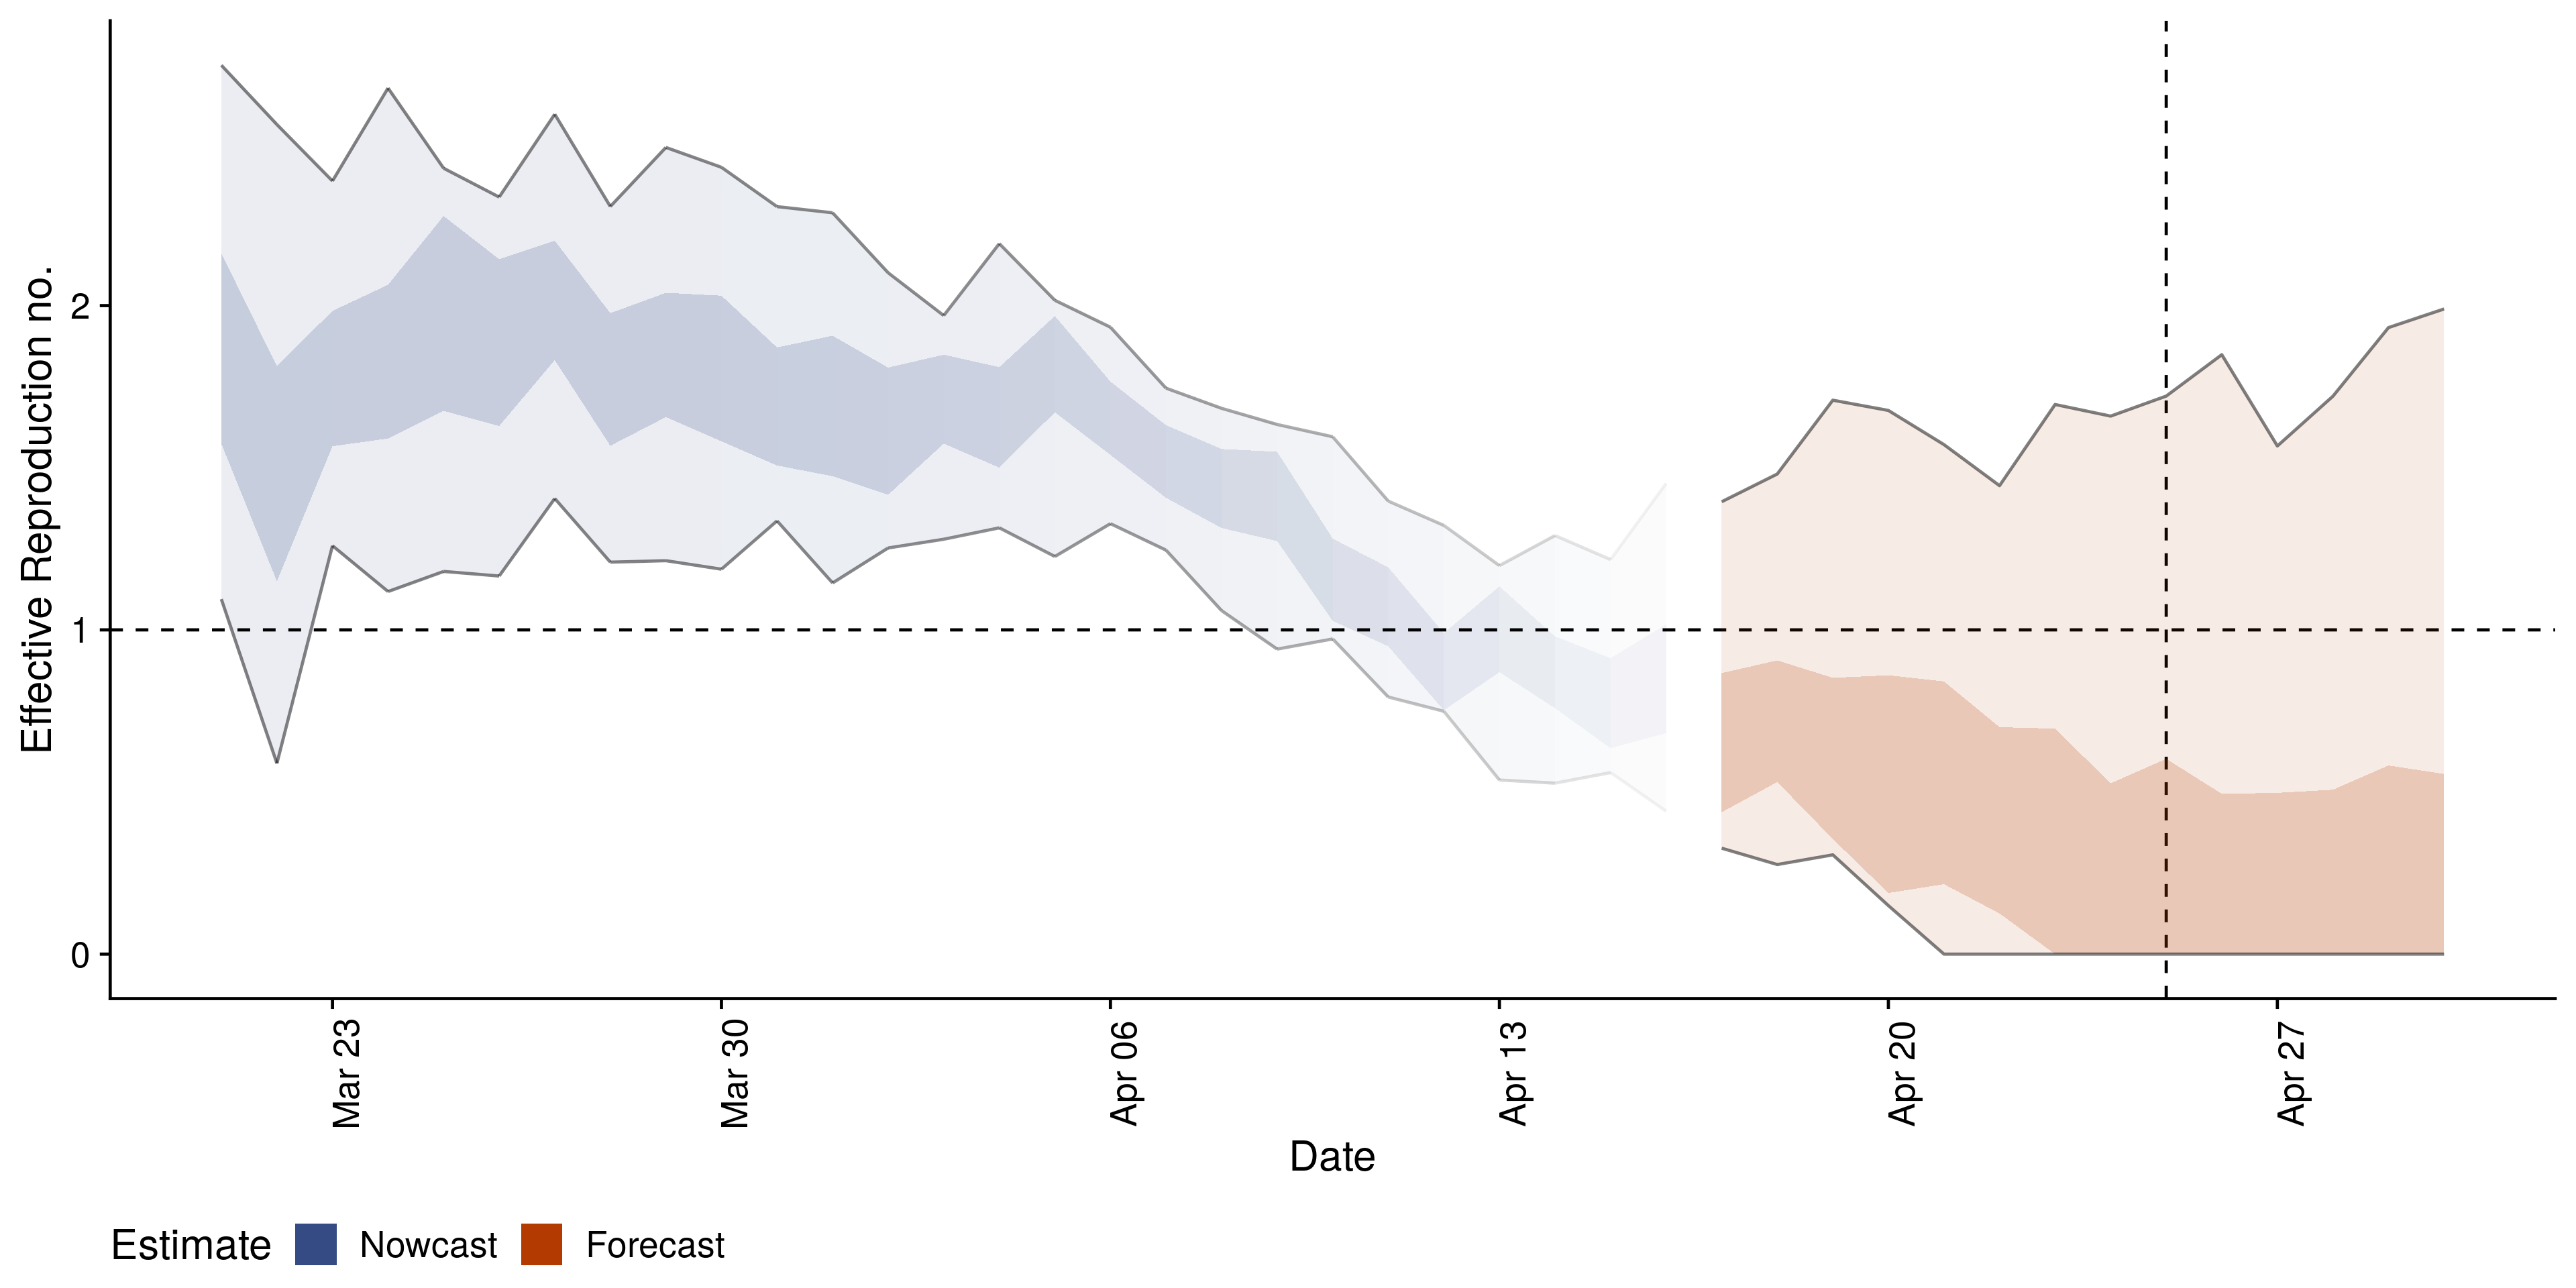 Effective Reproduction no.
2
1
0
Mar 23
Mar 30
Apr 06
Apr 13
Apr 20
Apr 27
Date
Estimate Nowcast Forecast